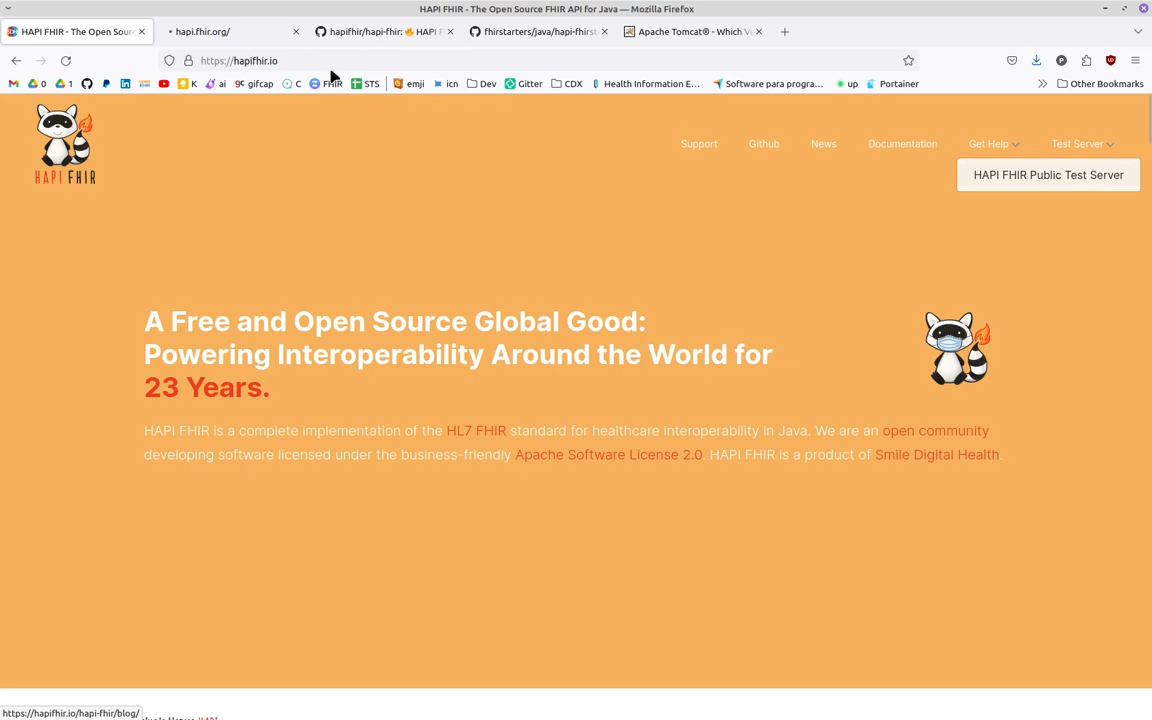 HAPI FHIR - The Open Source FHIR API for Java — Mozilla Firefox
HAPI FHIR - The Open Sour
hapi.fhir.org/
hapifhir/hapi-fhir: 🔥 HAPI F
fhirstarters/java/hapi-fhirst
Apache Tomcat® - Which Ve
https://hapifhir.io
0
1
K
ai
gifcap
C
FHIR
STS
emji
icn
Dev
Gitter
CDX
Health Information E...
Software para progra...
up
Portainer
Other Bookmarks
HAPI FHIR
Support
Github
News
Documentation
Get Help
Test Server
HAPI FHIR Public Test Server
A Free and Open Source Global Good:
Powering Interoperability Around the World for
23 Years.
HAPI FHIR is a complete implementation of the HL7 FHIR standard for healthcare interoperability in Java. We are an open community
developing software licensed under the business-friendly Apache Software License 2.0. HAPI FHIR is a product of Smile Digital Health.
https://hapifhir.io/hapi-fhir/blog/